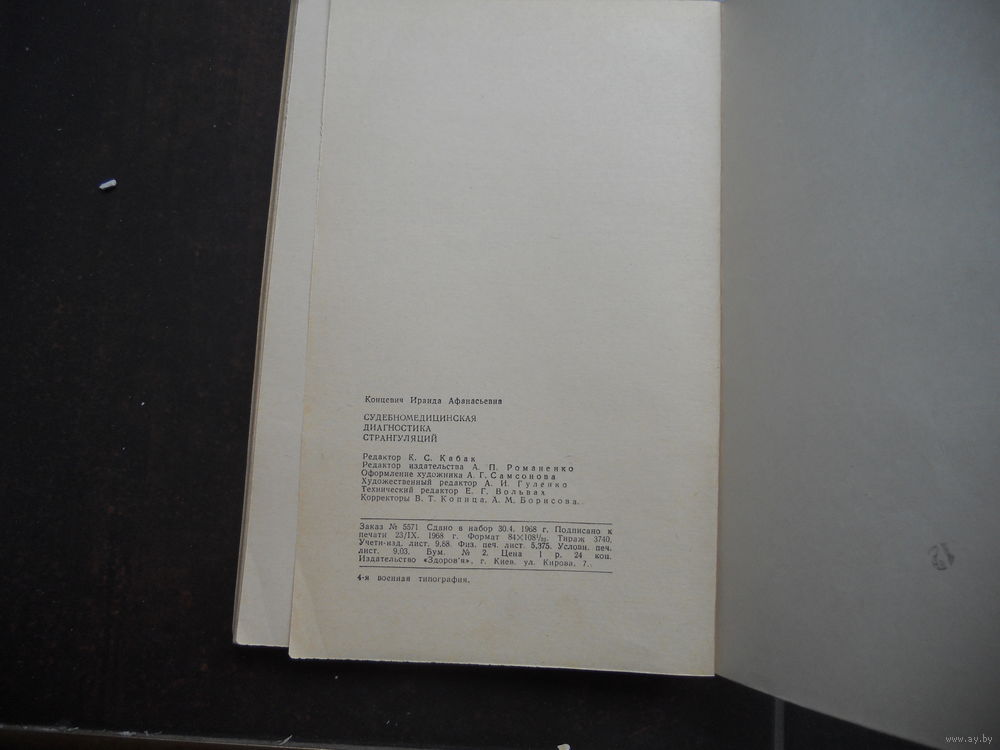 Концевич Ираида Афанасьевна
СУДЕБНОМЕДИЦИНСКАЯ
ДИАГНОСТИКА
СТРАНГУЛЯЦИЙ
Редактор К. С. Кабак
Редактор издательства А. П. Романенко
Оформление художника А. Г. Самсонова
Художественный редактор А. И. Гуленко
Технический редактор Е. Г. Вольвах
Корректоры В. Т. Копица, А. М. Борисова.
Заказ № 5571 Сдано в набор 30.4. 1968 г. Подписано к
печати 23/IX. 1968 г. Формат 84×108¹/₃₂. Тираж 3740.
Учетн-изд. лист. 9.88. Физ. печ. лист. 5,375. Условн. печ.
лист. 9.03. Бум. № 2. Цена 1 р. 24 коп.
Издательство «Здоров'я», г. Киев. ул. Кирова, 7.
4-я военная типография.
www.ay.by